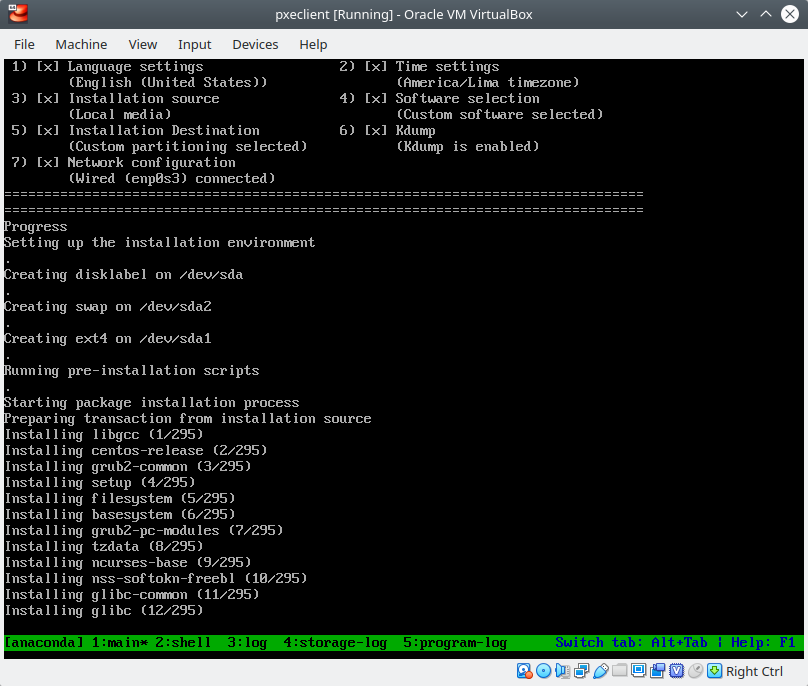 pxeclient [Running] - Oracle VM VirtualBox
File Machine View Input Devices Help
1) [x] Language settings 2) [x] Time settings
(English (United States)) (America/Lima timezone)
3) [x] Installation source 4) [x] Software selection
(Local media) (Custom software selected)
5) [x] Installation Destination 6) [x] Kdump
(Custom partitioning selected) (Kdump is enabled)
7) [x] Network configuration
(Wired (enp0s3) connected)
================================================================================
================================================================================
Progress
Setting up the installation environment
.
Creating disklabel on /dev/sda
.
Creating swap on /dev/sda2
.
Creating ext4 on /dev/sda1
.
Running pre-installation scripts
.
Starting package installation process
Preparing transaction from installation source
Installing libgcc (1/295)
Installing centos-release (2/295)
Installing grub2-common (3/295)
Installing setup (4/295)
Installing filesystem (5/295)
Installing basesystem (6/295)
Installing grub2-pc-modules (7/295)
Installing tzdata (8/295)
Installing ncurses-base (9/295)
Installing nss-softokn-freebl (10/295)
Installing glibc-common (11/295)
Installing glibc (12/295)
[anaconda] 1:main* 2:shell 3:log 4:storage-log 5:program-log Switch tab: Alt+Tab | Help: F1
Right Ctrl